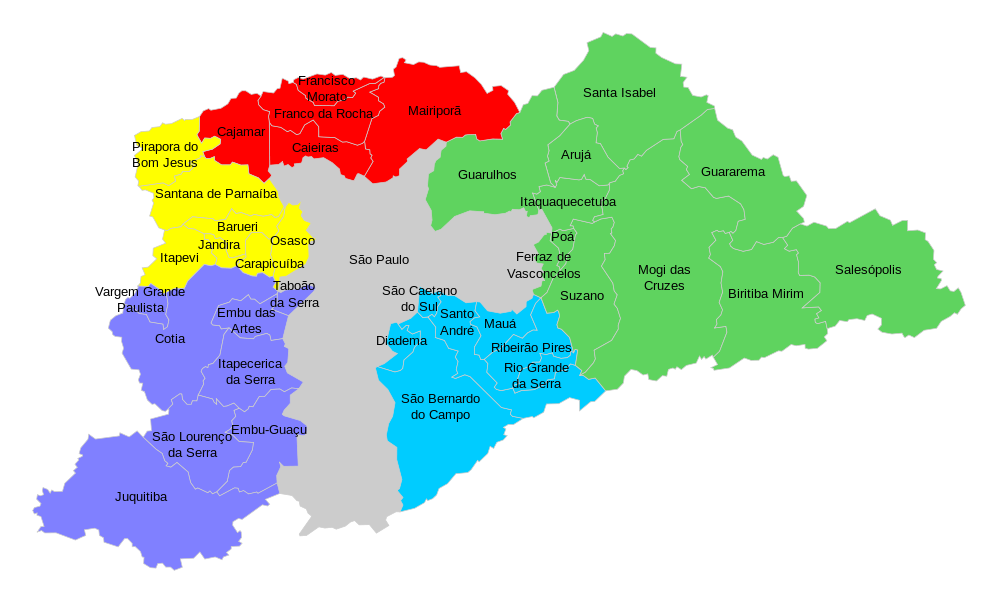 Francisco
Morato
Franco da Rocha
Mairiporã
Cajamar
Caieiras
Pirapora do
Bom Jesus
Santana de Parnaíba
Barueri
Jandira
Osasco
Itapevi
Carapicuíba
Santa Isabel
Arujá
Guarulhos
Guararema
Itaquaquecetuba
Poá
Ferraz de
Vasconcelos
Suzano
Mogi das
Cruzes
Biritiba Mirim
Salesópolis
São Paulo
Vargem Grande
Paulista
Taboão
da Serra
Cotia
Embu das
Artes
Itapecerica
da Serra
São Lourenço
da Serra
Embu-Guaçu
Juquitiba
São Caetano
do Sul
Santo
André
Mauá
Diadema
Ribeirão Pires
Rio Grande
da Serra
São Bernardo
do Campo